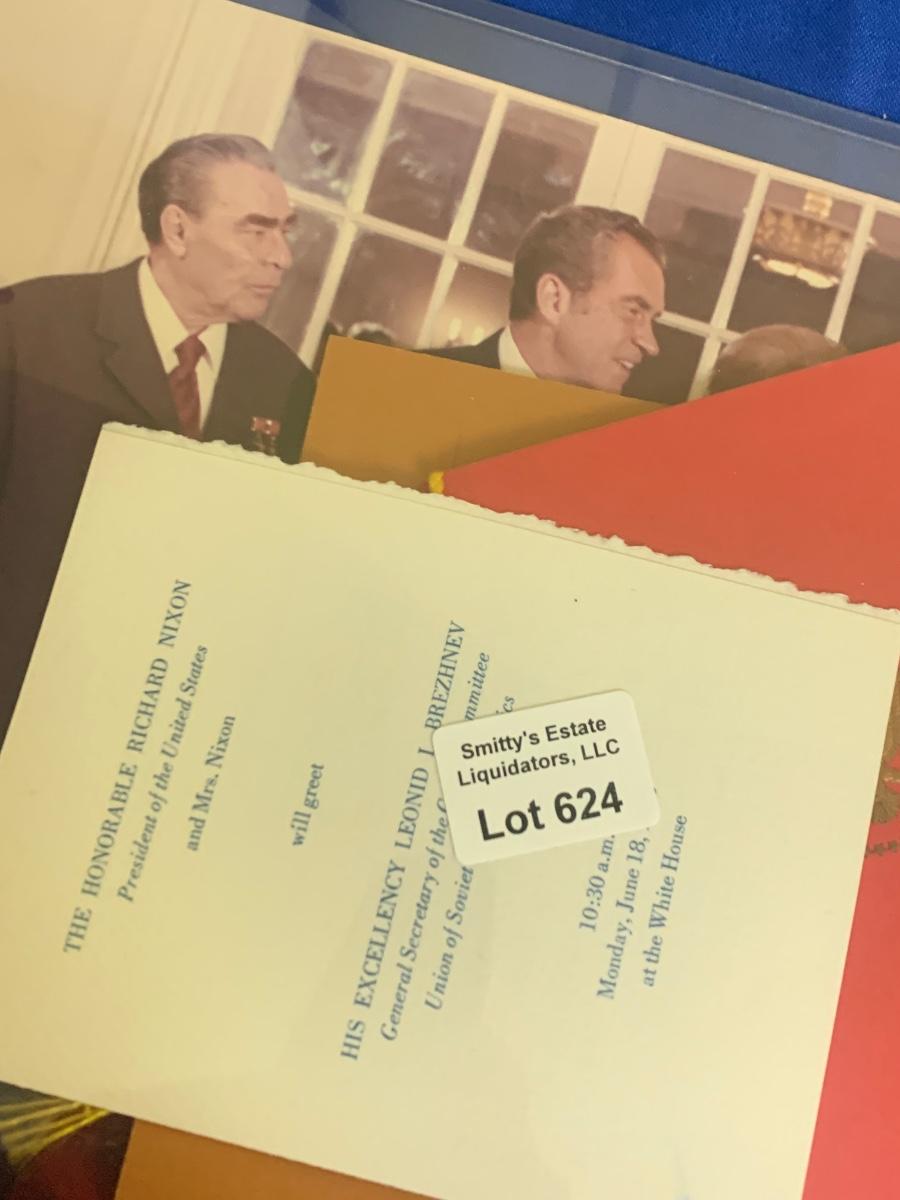 THE HONORABLE RICHARD NIXON
President of the United States
and Mrs. Nixon
will greet
HIS EXCELLENCY LEONID I. BREZHNEV
General Secretary of the
Union of Soviet
10:30 a.m.
Monday, June 18,
at the White House
Smitty's Estate
Liquidators, LLC
Lot 624